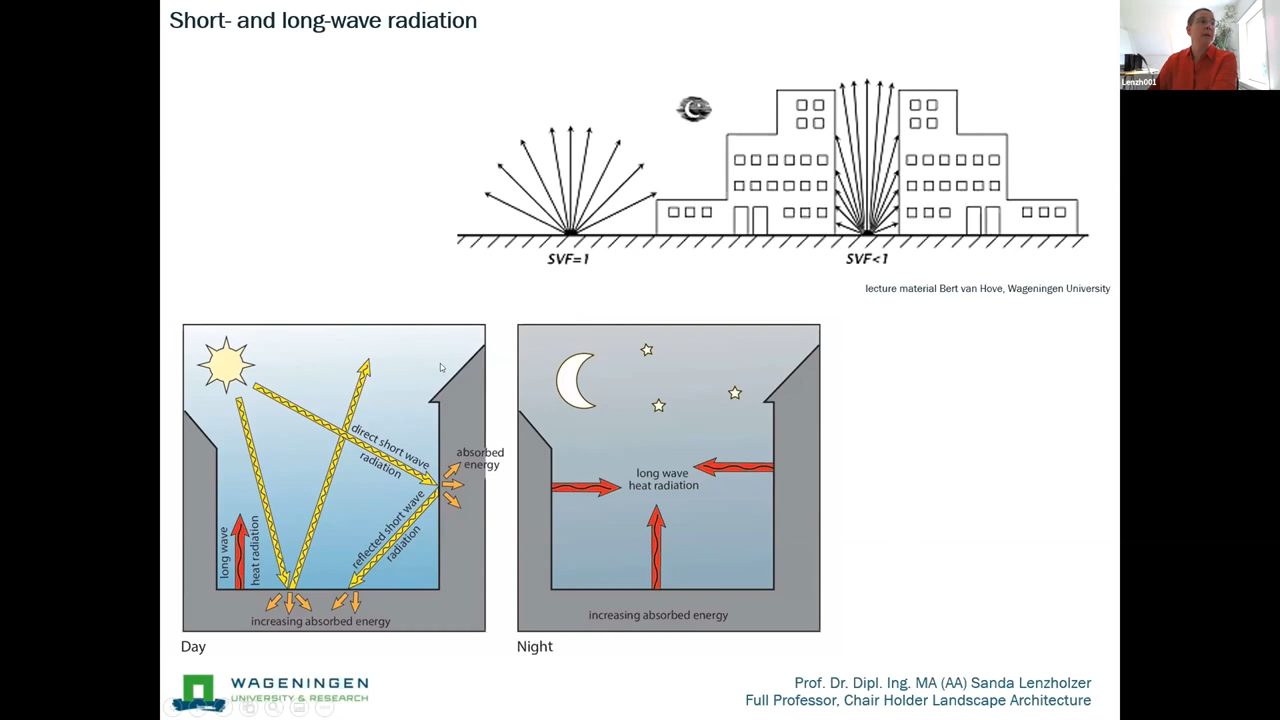 Short- and long-wave radiation
Lenzh001
SVF=1
SVF<1
lecture material Bert van Hove, Wageningen University
direct short wave
radiation
absorbed
energy
reflected short wave
radiation
long wave
heat radiation
increasing absorbed energy
Day
long wave
heat radiation
increasing absorbed energy
Night
WAGENINGEN
UNIVERSITY & RESEARCH
Prof. Dr. Dipl. Ing. MA (AA) Sanda Lenzholzer
Full Professor, Chair Holder Landscape Architecture